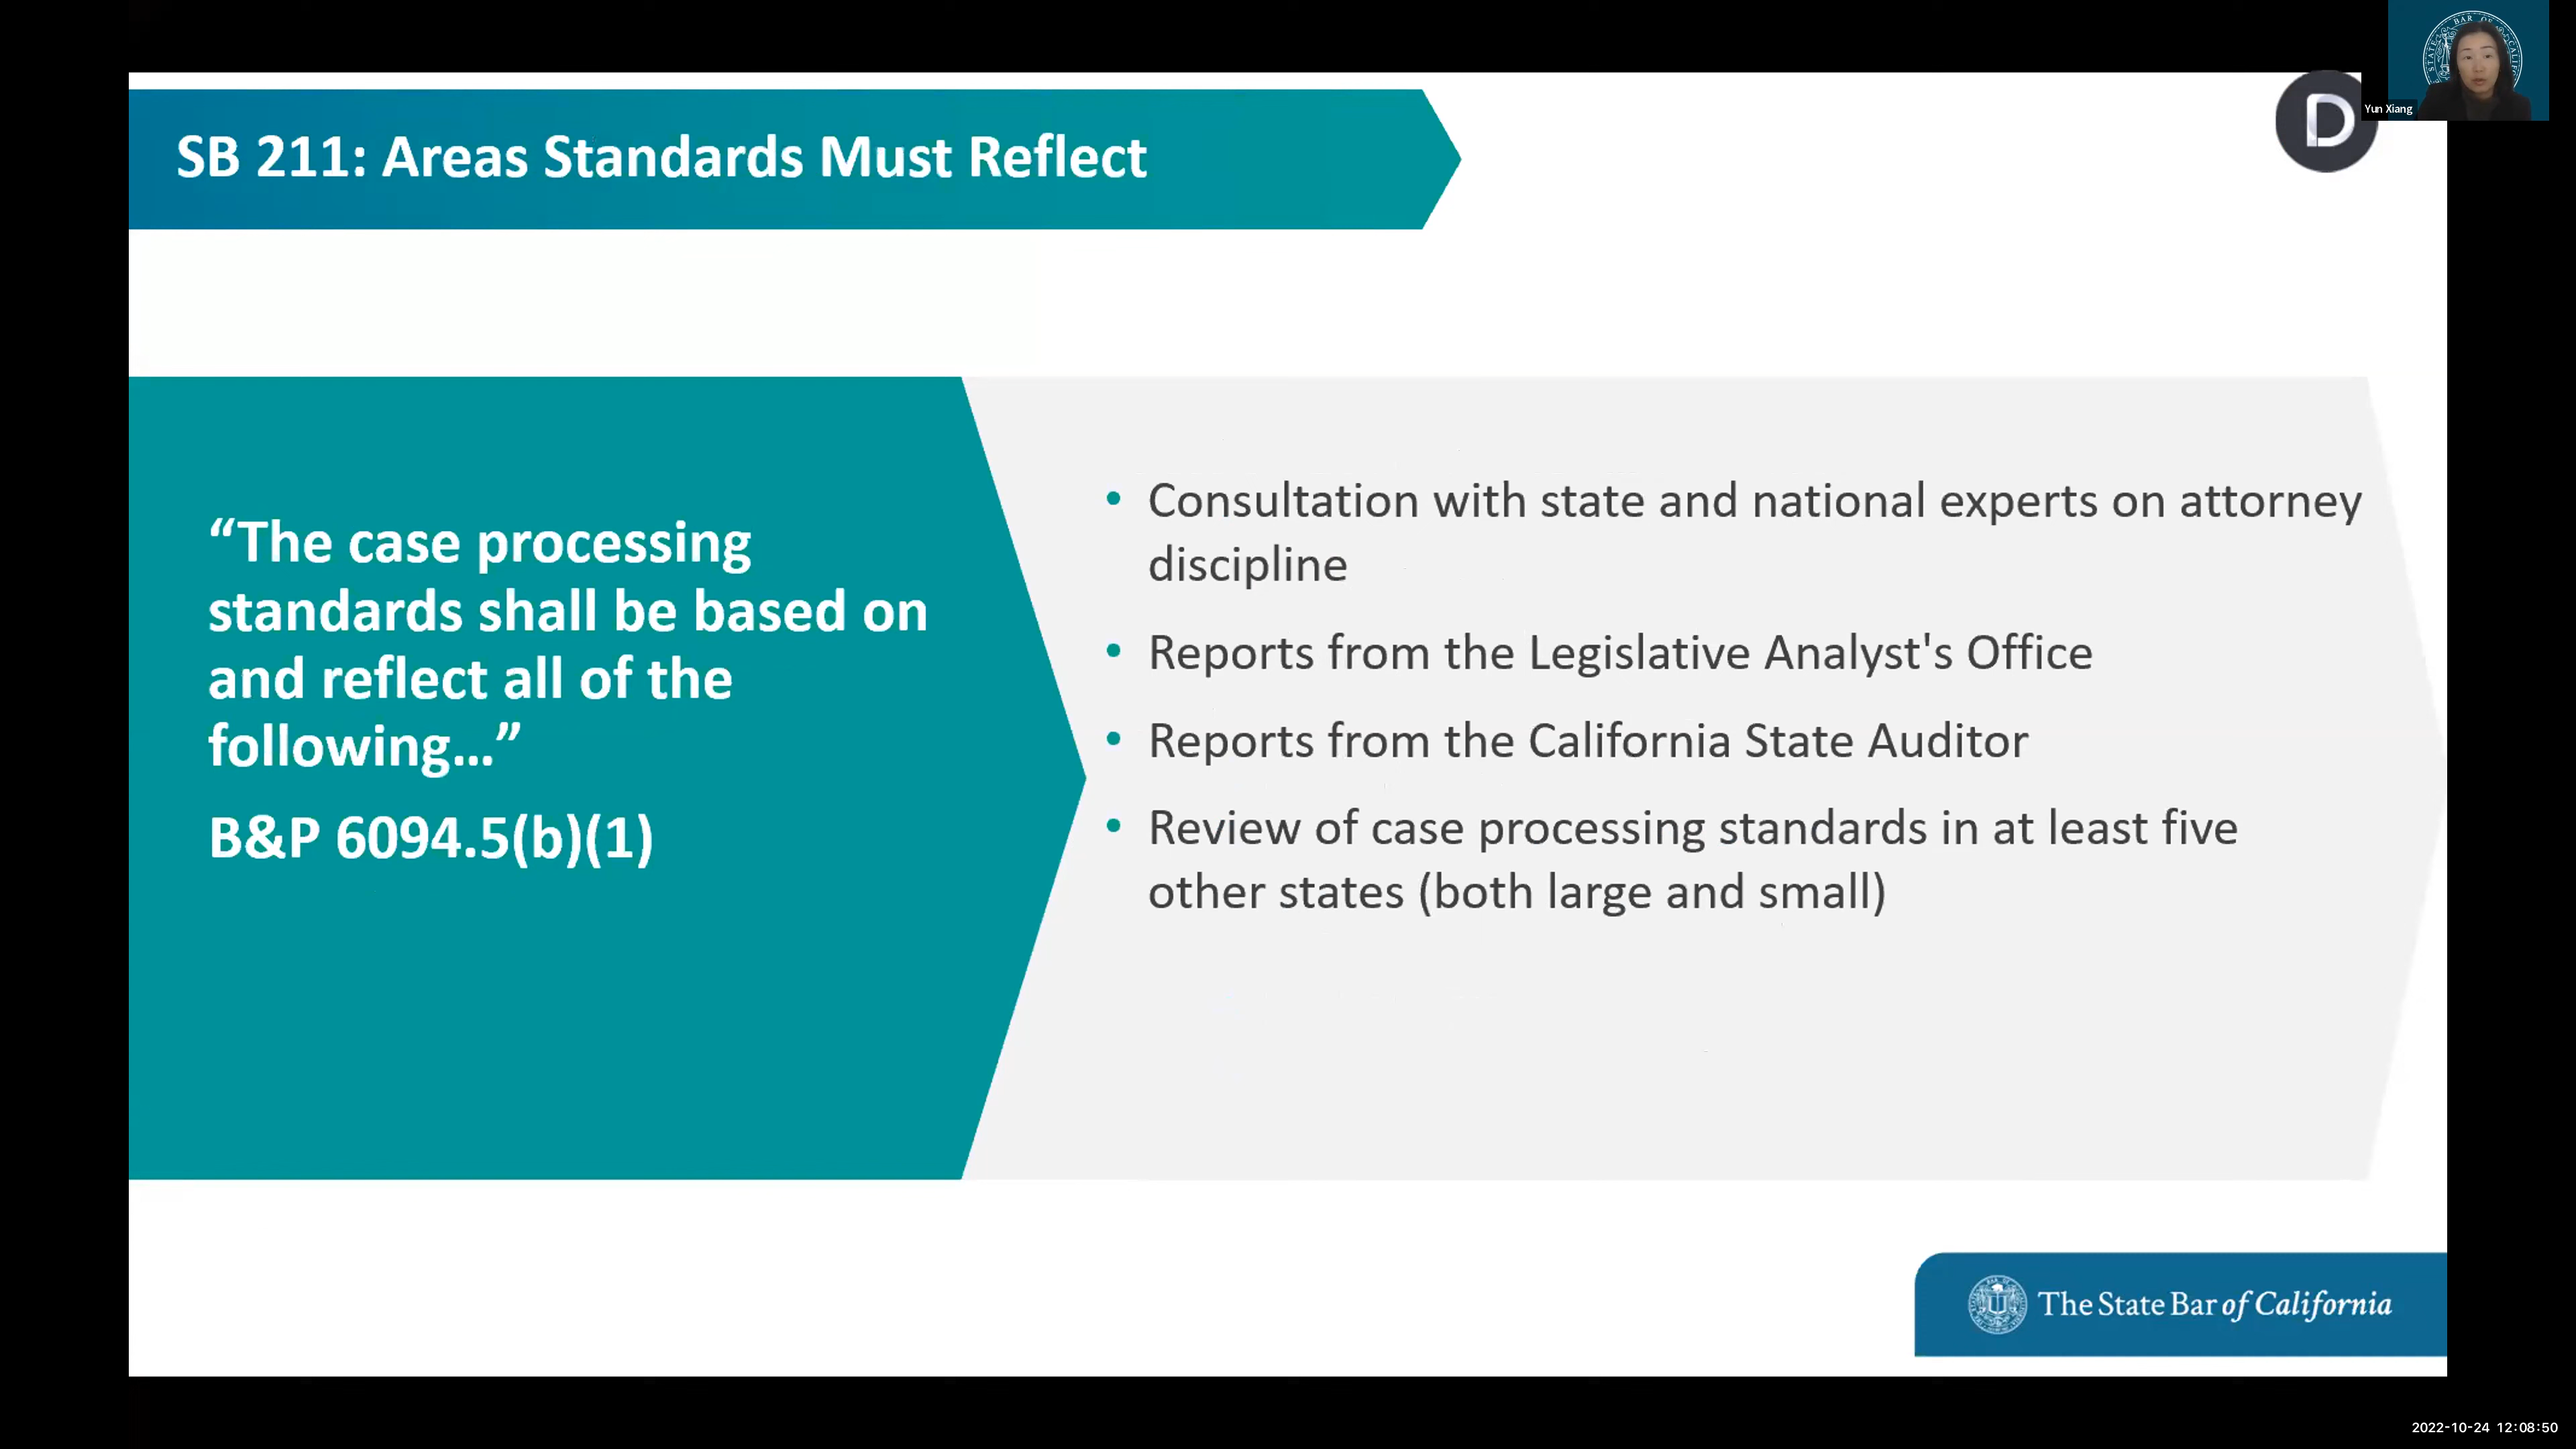 SB 211: Areas Standards Must Reflect
D
Yun Xiang
“The case processing
standards shall be based on
and reflect all of the
following…”
B&P 6094.5(b)(1)
• Consultation with state and national experts on attorney
discipline
• Reports from the Legislative Analyst's Office
• Reports from the California State Auditor
• Review of case processing standards in at least five
other states (both large and small)
The State Bar of California
2022-10-24 12:08:50